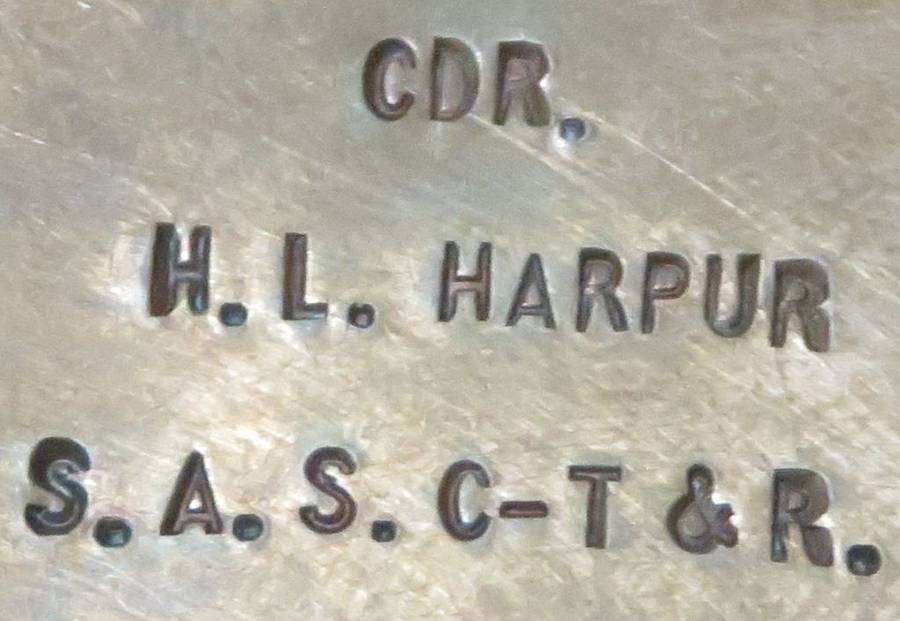 CDR.
H. L. HARPUR
S. A. S. C-T & R.